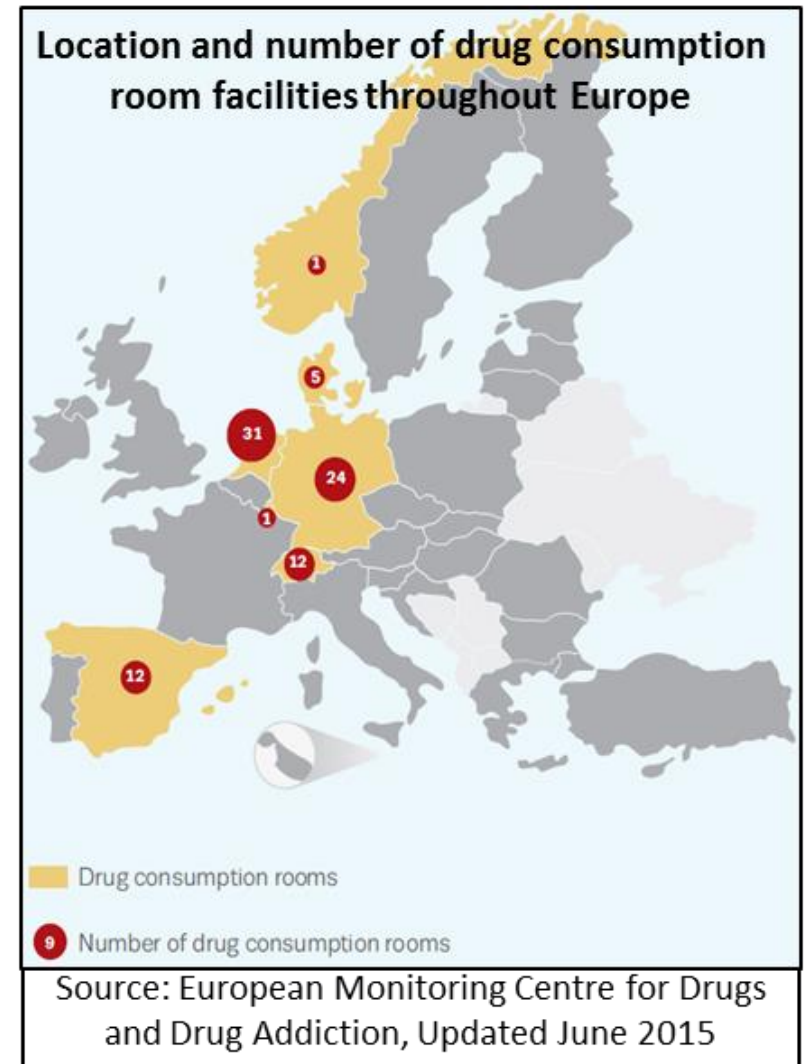 Location and number of drug consumption
room facilities throughout Europe
1
5
31
24
1
12
12
Drug consumption rooms
9 Number of drug consumption rooms
Source: European Monitoring Centre for Drugs
and Drug Addiction, Updated June 2015